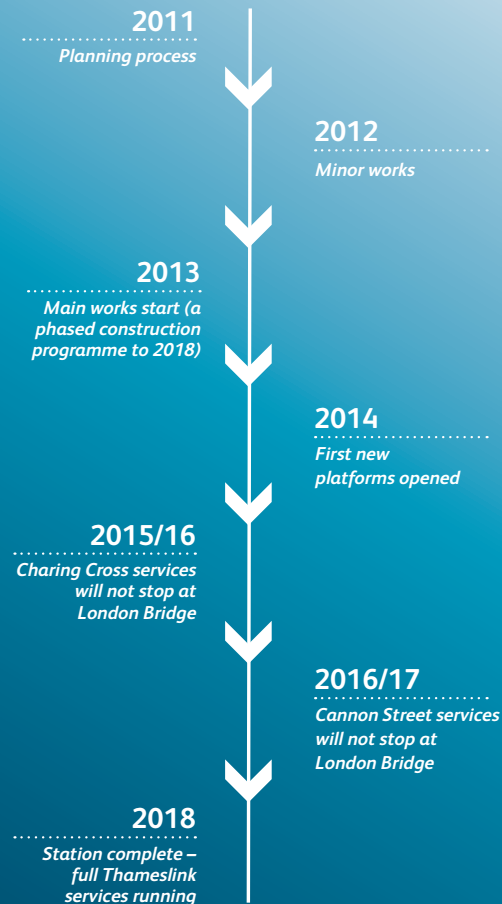 2011
Planning process
2012
Minor works
2013
Main works start (a
phased construction
programme to 2018)
2014
First new
platforms opened
2015/16
Charing Cross services
will not stop at
London Bridge
2016/17
Cannon Street services
will not stop at
London Bridge
2018
Station complete –
full Thameslink
services running